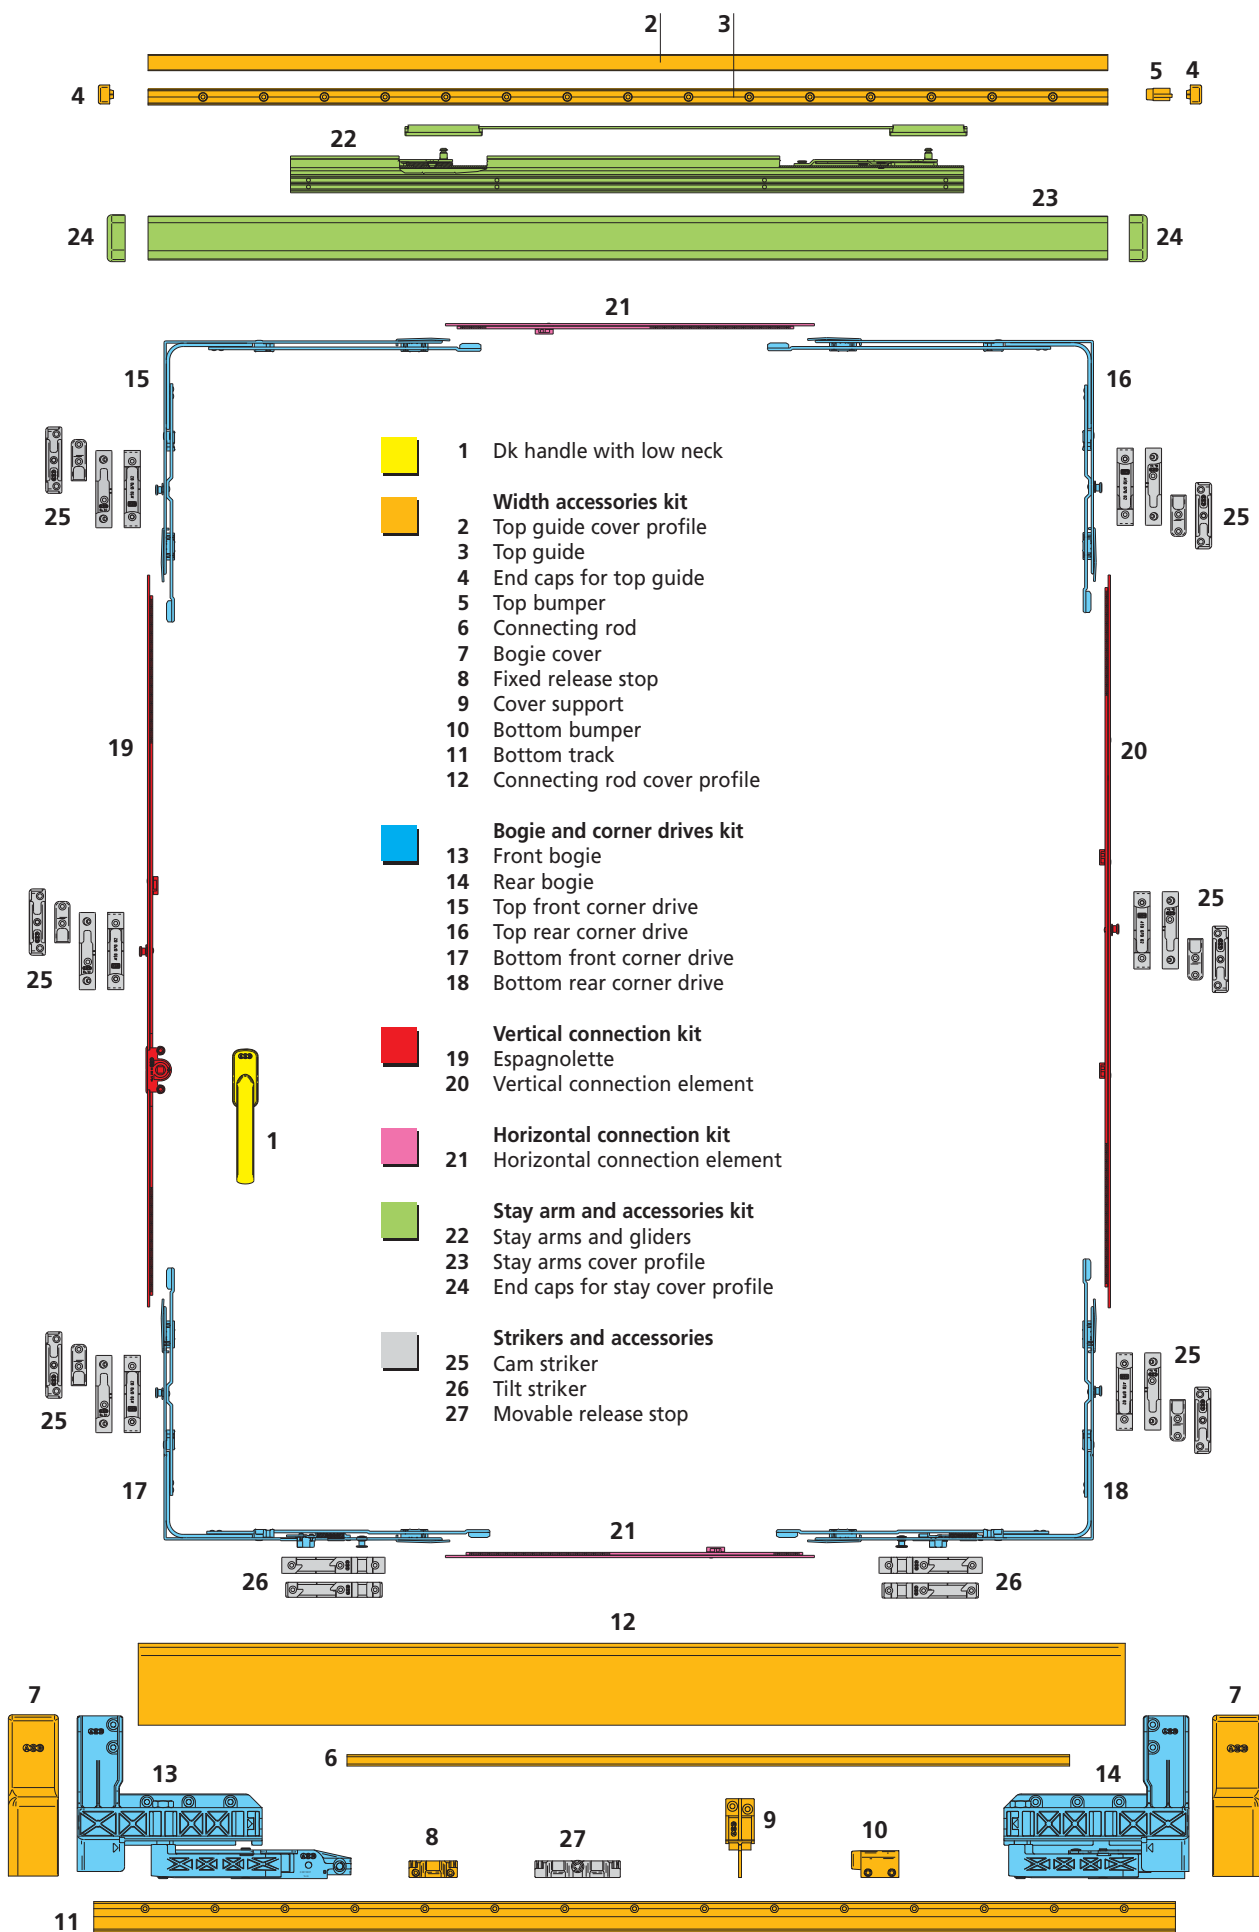 2 3
4 5 4
22
23
24 24
21
15 16
1 Dk handle with low neck
Width accessories kit
2 Top guide cover profile
3 Top guide
4 End caps for top guide
5 Top bumper
6 Connecting rod
7 Bogie cover
8 Fixed release stop
9 Cover support
10 Bottom bumper
11 Bottom track
12 Connecting rod cover profile
25 25
19 20
Bogie and corner drives kit
13 Front bogie
14 Rear bogie
15 Top front corner drive
16 Top rear corner drive
17 Bottom front corner drive
18 Bottom rear corner drive
25 25
Vertical connection kit
19 Espagnolette
20 Vertical connection element
1
Horizontal connection kit
21 Horizontal connection element
Stay arm and accessories kit
22 Stay arms and gliders
23 Stay arms cover profile
24 End caps for stay cover profile
Strikers and accessories
25 Cam striker
26 Tilt striker
27 Movable release stop
25 25
17 18
21
26 26
12
7 7
6
13 14
9
8 27 10
11